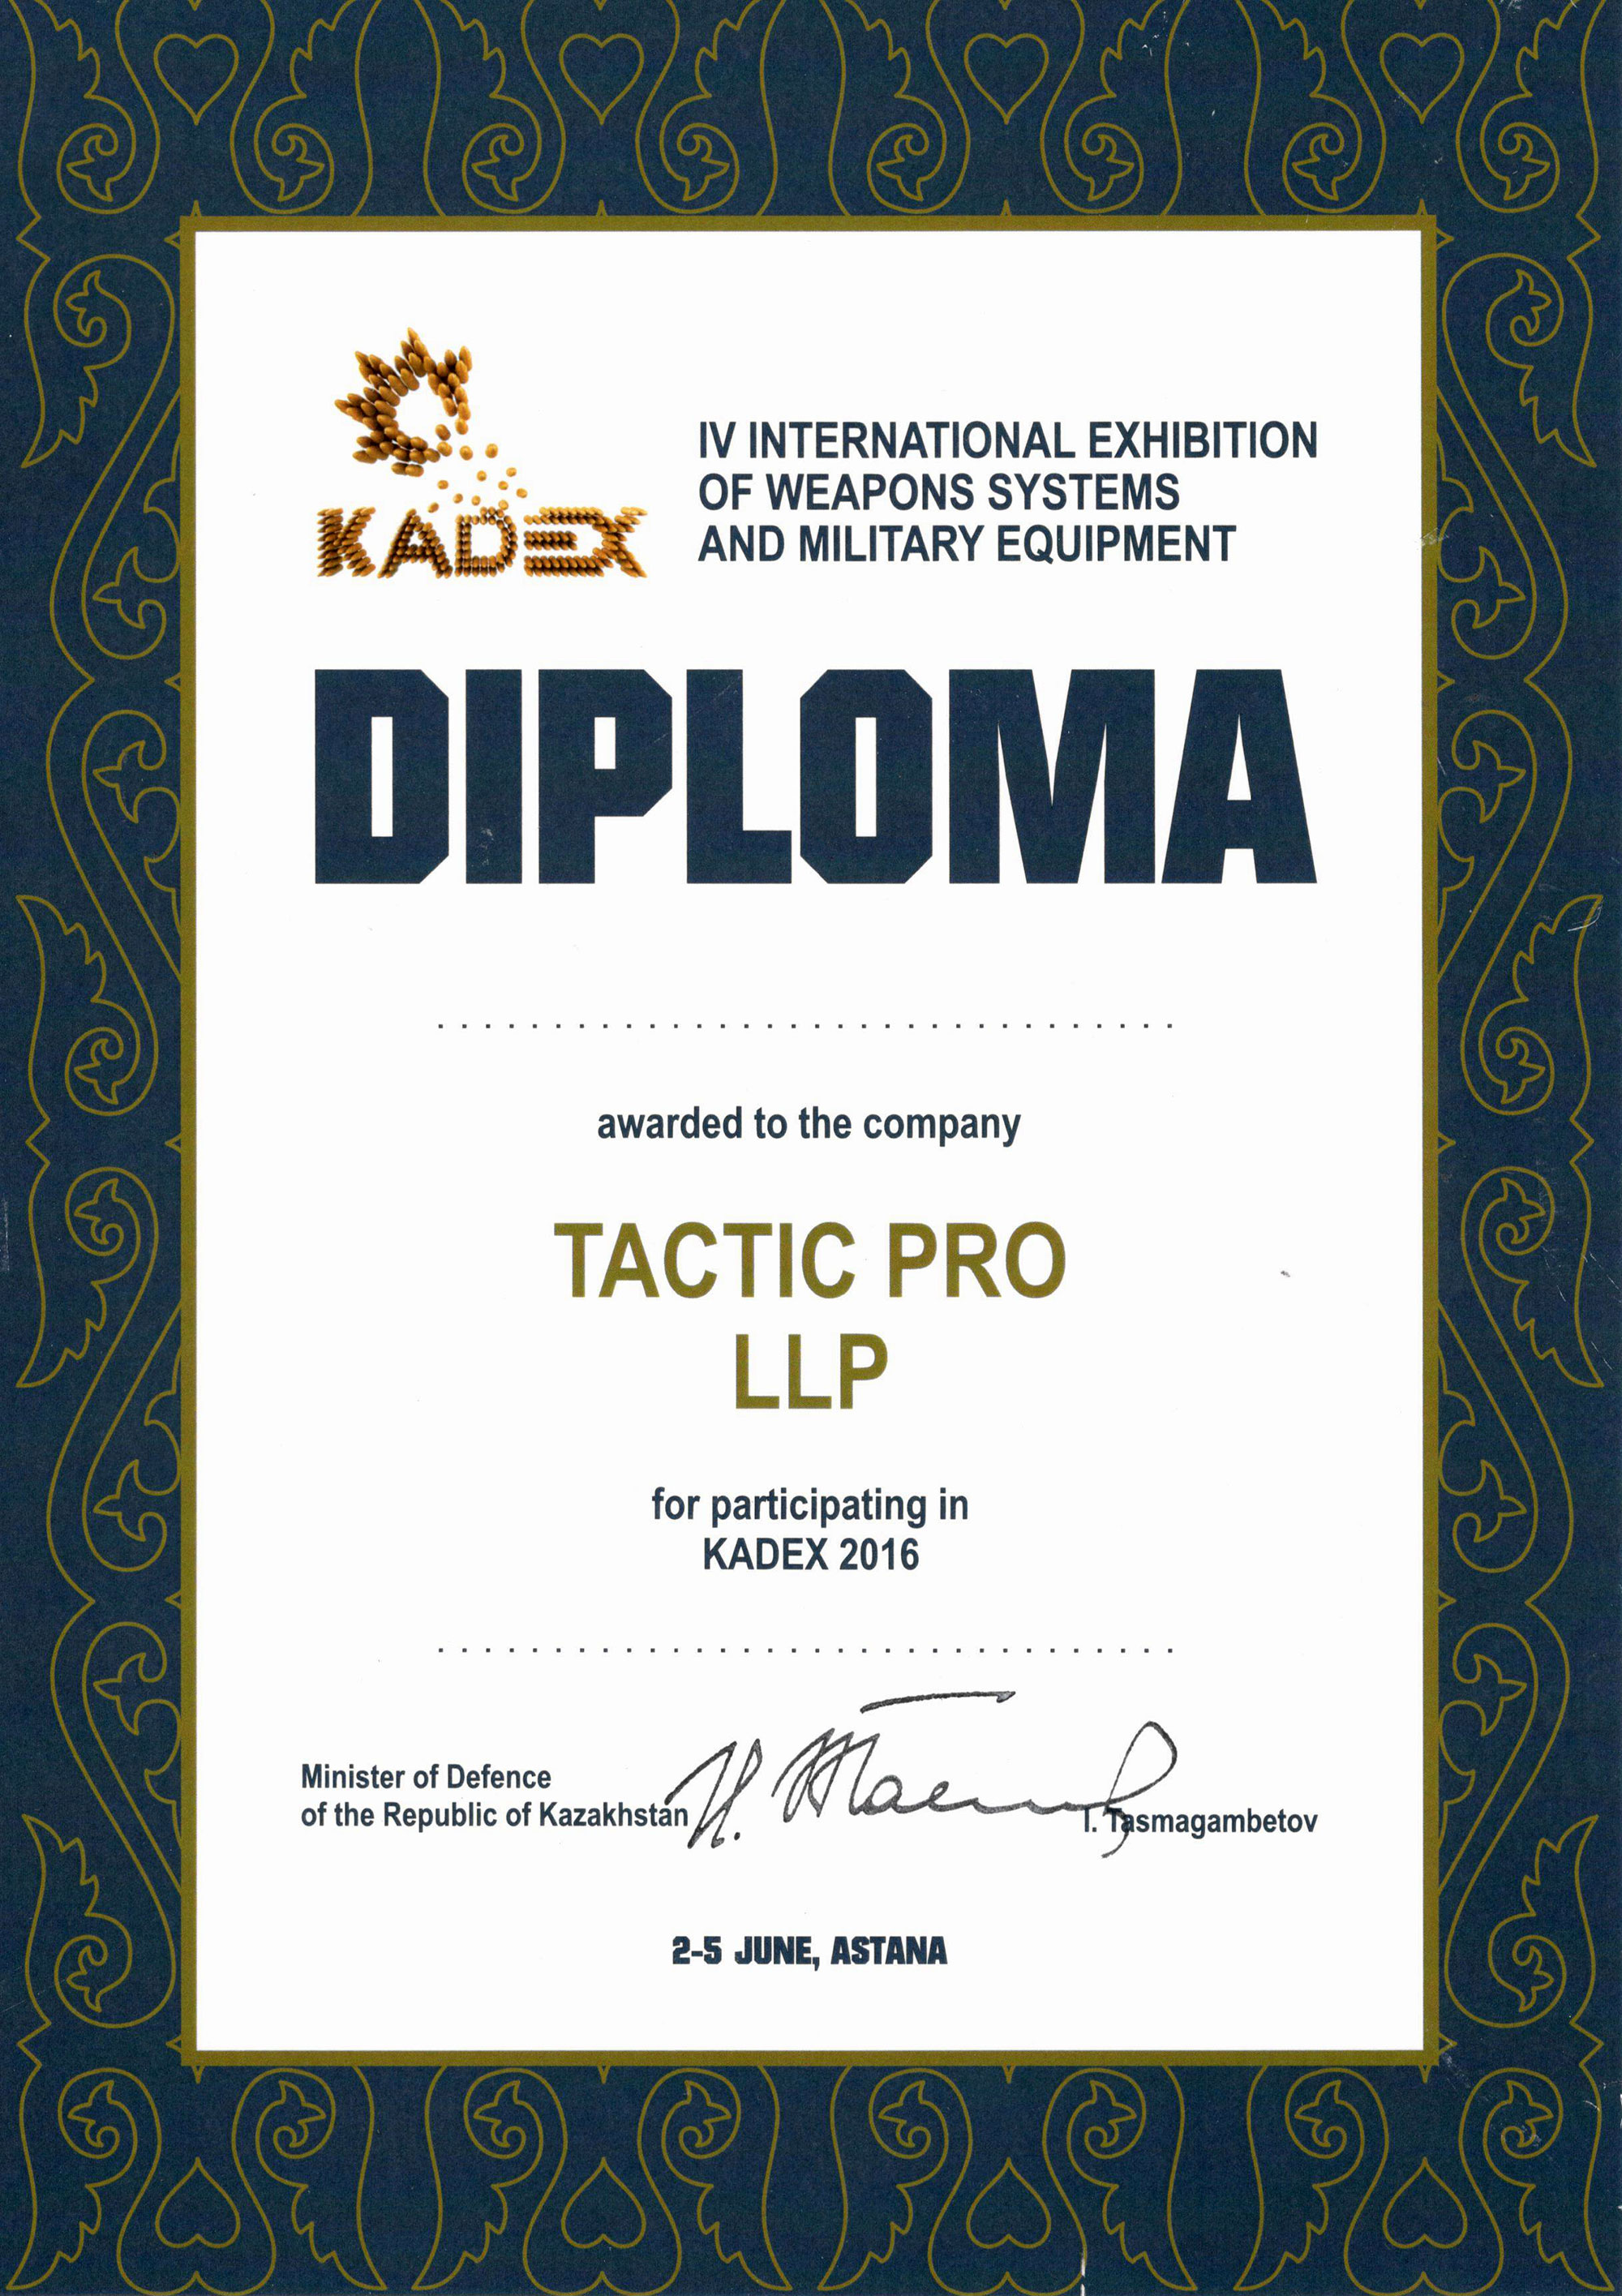 KADEX
IV INTERNATIONAL EXHIBITION
OF WEAPONS SYSTEMS
AND MILITARY EQUIPMENT
DIPLOMA
awarded to the company
TACTIC PRO
LLP
for participating in
KADEX 2016
Minister of Defence
of the Republic of Kazakhstan
I. Tasmagambetov
2-5 JUNE, ASTANA